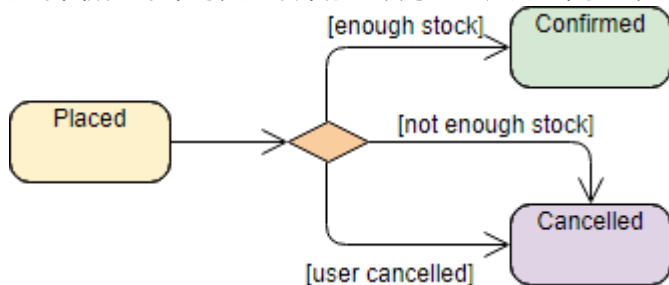 [enough stock]
Confirmed
Placed
[not enough stock]
Cancelled
[user cancelled]